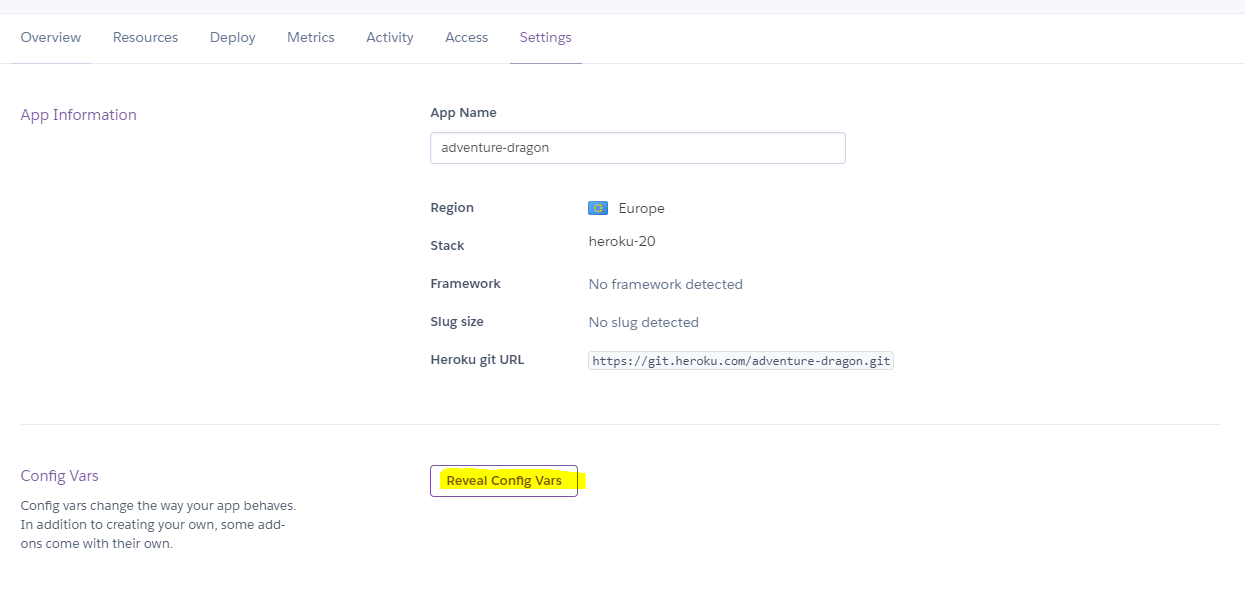 Overview Resources Deploy Metrics Activity Access Settings
App Information
App Name
adventure-dragon
Region Europe
Stack heroku-20
Framework No framework detected
Slug size No slug detected
Heroku git URL https://git.heroku.com/adventure-dragon.git
Config Vars
Reveal Config Vars
Config vars change the way your app behaves.
In addition to creating your own, some add-
ons come with their own.